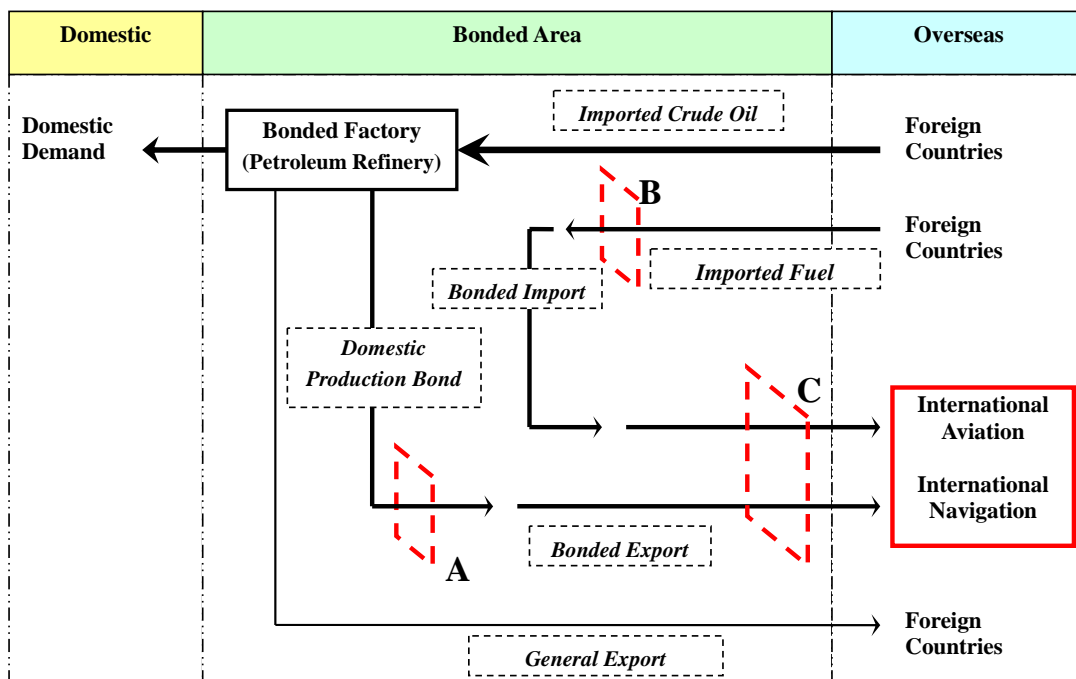 Domestic
Bonded Area
Overseas
Imported Crude Oil
Domestic
Demand
Bonded Factory
(Petroleum Refinery)
Foreign
Countries
B
Foreign
Countries
Imported Fuel
Bonded Import
Domestic
Production Bond
C
International
Aviation
International
Navigation
Bonded Export
A
Foreign
Countries
General Export